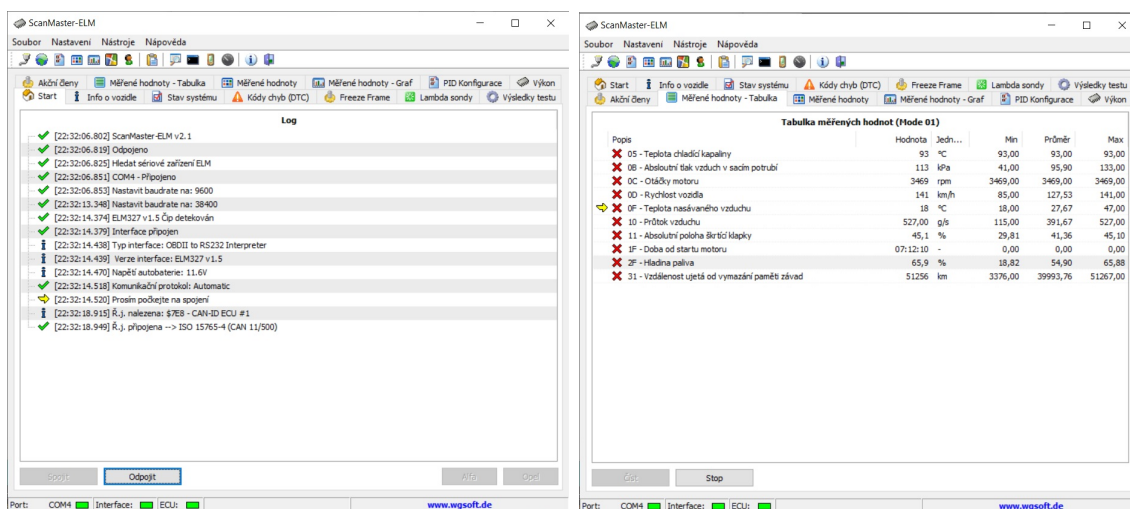 ScanMaster-ELM
Soubor Nastavení Nástroje Nápověda
Akční členy Měřené hodnoty - Tabulka Měřené hodnoty Měřené hodnoty - Graf PID Konfigurace Výkon
Start Info o vozidle Stav systému Kódy chyb (DTC) Freeze Frame Lambda sondy Výsledky testu
Log
[22:32:06.802] ScanMaster-ELM v2.1
[22:32:06.819] Odpojeno
[22:32:06.825] Hledat sériové zařízení ELM
[22:32:06.851] COM4 - Připojeno
[22:32:06.853] Nastavit baudrate na: 9600
[22:32:13.348] Nastavit baudrate na: 38400
[22:32:14.374] ELM327 v1.5 Čip detekován
[22:32:14.379] Interface připojen
[22:32:14.438] Typ interface: OBDII to RS232 Interpreter
[22:32:14.439] Verze interface: ELM327 v1.5
[22:32:14.470] Napětí autobaterie: 11.6V
[22:32:14.518] Komunikační protokol: Automatic
[22:32:14.520] Prosím počkejte na spojení
[22:32:18.915] Ř.j. nalezena: $7E8 - CAN-ID ECU #1
[22:32:18.949] Ř.j. připojena --> ISO 15765-4 (CAN 11/500)
Spojit Odpojit Alfa Opel
Port: COM4 Interface: ECU: www.wgsoft.de
ScanMaster-ELM
Soubor Nastavení Nástroje Nápověda
Start Info o vozidle Stav systému Kódy chyb (DTC) Freeze Frame Lambda sondy Výsledky testu
Akční členy Měřené hodnoty - Tabulka Měřené hodnoty Měřené hodnoty - Graf PID Konfigurace Výkon
Tabulka měřených hodnot (Mode 01)
Popis Hodnota Jedn... Min Průměr Max
05 - Teplota chladící kapaliny 93 ºC 93,00 93,00 93,00
0B - Absloutní tlak vzduch v sacím potrubí 113 kPa 41,00 95,90 133,00
0C - Otáčky motoru 3469 rpm 3469,00 3469,00 3469,00
0D - Rychlost vozidla 141 km/h 85,00 127,53 141,00
0F - Teplota nasávaného vzduchu 18 ºC 18,00 27,67 47,00
10 - Průtok vzduchu 527,00 g/s 115,00 391,67 527,00
11 - Absolutní poloha škrtící klapky 45,1 % 29,81 41,36 45,10
1F - Doba od startu motoru 07:12:10 - 0,00 0,00 0,00
2F - Hladina paliva 65,9 % 18,82 54,90 65,88
31 - Vzdálenost ujetá od vymazání paměti závad 51256 km 3376,00 39993,76 51267,00
Číst Stop
Port: COM4 Interface: ECU: www.wgsoft.de